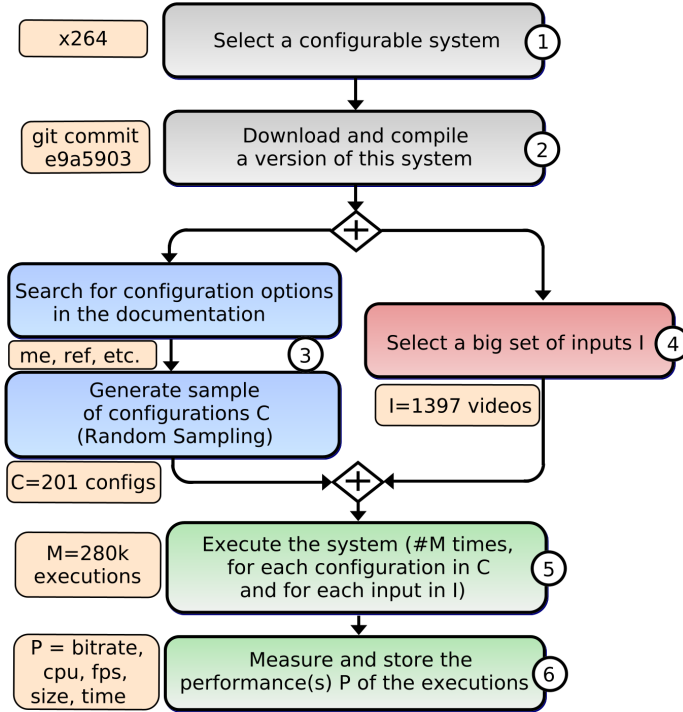 x264
Select a configurable system
1
git commit
e9a5903
Download and compile
a version of this system
2
Search for configuration options
in the documentation
me, ref, etc.
3
Generate sample
of configurations C
(Random Sampling)
C=201 configs
Select a big set of inputs I
4
I=1397 videos
M=280k
executions
Execute the system (#M times,
for each configuration in C
and for each input in I)
5
P = bitrate,
cpu, fps,
size, time
Measure and store the
performance(s) P of the executions
6